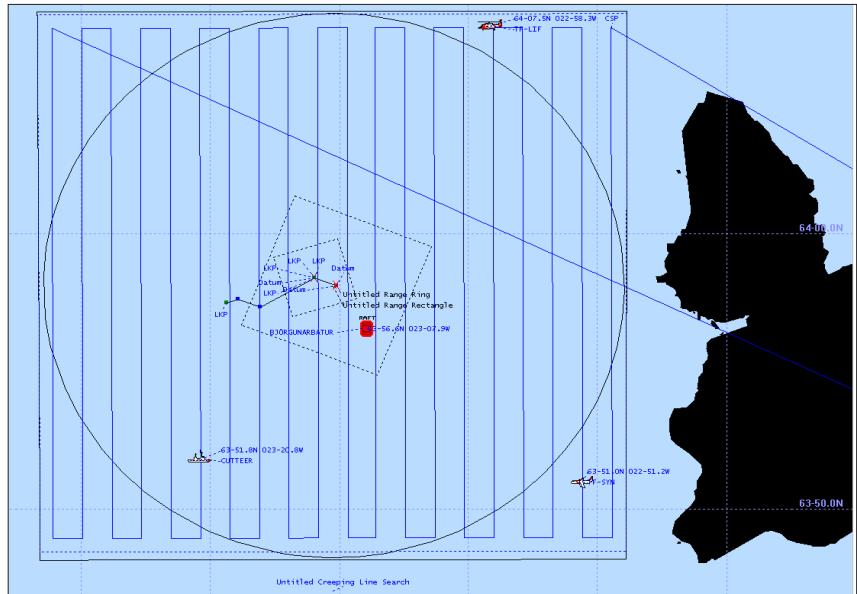 64-07.5N 022-58.3W CSP
TF-LIF
64-00.0N
LKP LKP
LKP Datum
Datum
LKP Datum
Untitled Range Ring
LKP
Untitled Range Rectangle
RAFT
63-56.6N 023-07.9W
BJÖRGUNARBATUR
63-51.8N 023-20.8W
CUTTEER
63-51.0N 022-51.2W
F-SYN
63-50.0N
Untitled Creeping Line Search